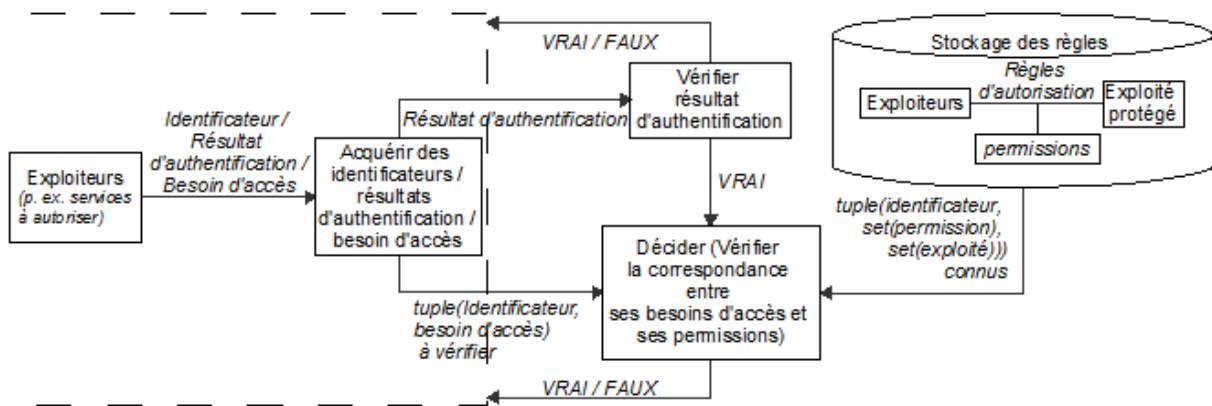 VRAI / FAUX
Stockage des règles
Règles
d'autorisation
Exploiteurs
Exploité
protégé
permissions
Vérifier
résultat
d'authentification
Identificateur /
Résultat
d'authentification /
Besoin d'accès
Résultat d'authentification
Exploiteurs
(p. ex. services
à autoriser)
Acquérir des
identificateurs /
résultats
d'authentification /
besoin d'accès
VRAI
tuple(identificateur,
set(permission),
set(exploité)))
connus
Décider (Vérifier
la correspondance
entre
ses besoins d'accès et
ses permissions)
tuple(Identificateur,
besoin d'accès)
à vérifier
VRAI / FAUX